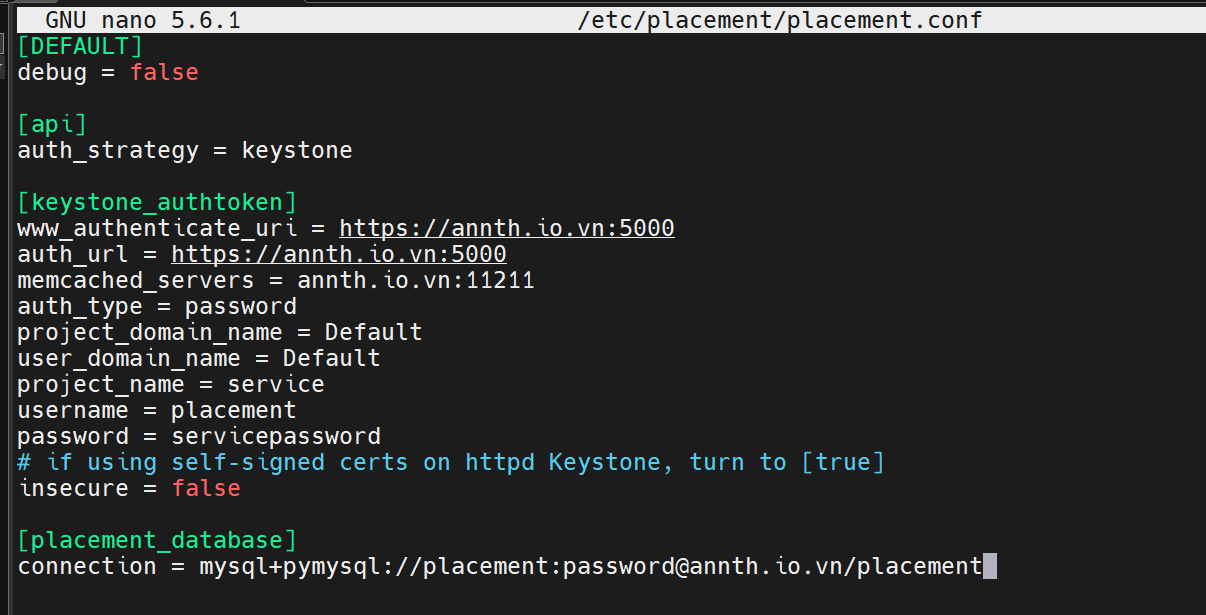 GNU nano 5.6.1 /etc/placement/placement.conf
[DEFAULT]
debug = false
[api]
auth_strategy = keystone
[keystone_authtoken]
www_authenticate_uri = https://annth.io.vn:5000
auth_url = https://annth.io.vn:5000
memcached_servers = annth.io.vn:11211
auth_type = password
project_domain_name = Default
user_domain_name = Default
project_name = service
username = placement
password = servicepassword
# if using self-signed certs on httpd Keystone, turn to [true]
insecure = false
[placement_database]
connection = mysql+pymysql://placement:password@annth.io.vn/placement